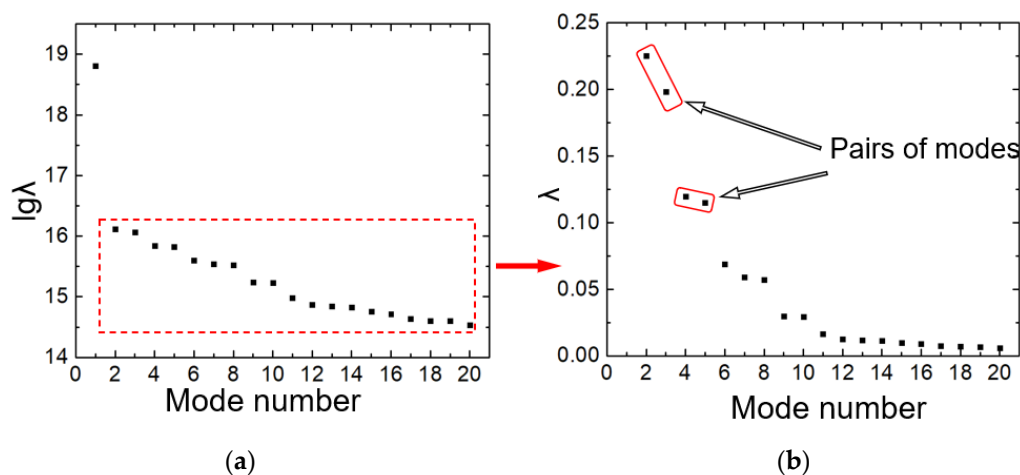 19
18
17
16
15
14
lgλ
0 2 4 6 8 10 12 14 16 18 20
Mode number
(a)
0.25
0.20
0.15
0.10
0.05
0.00
λ
Pairs of modes
0 2 4 6 8 10 12 14 16 18 20
Mode number
(b)